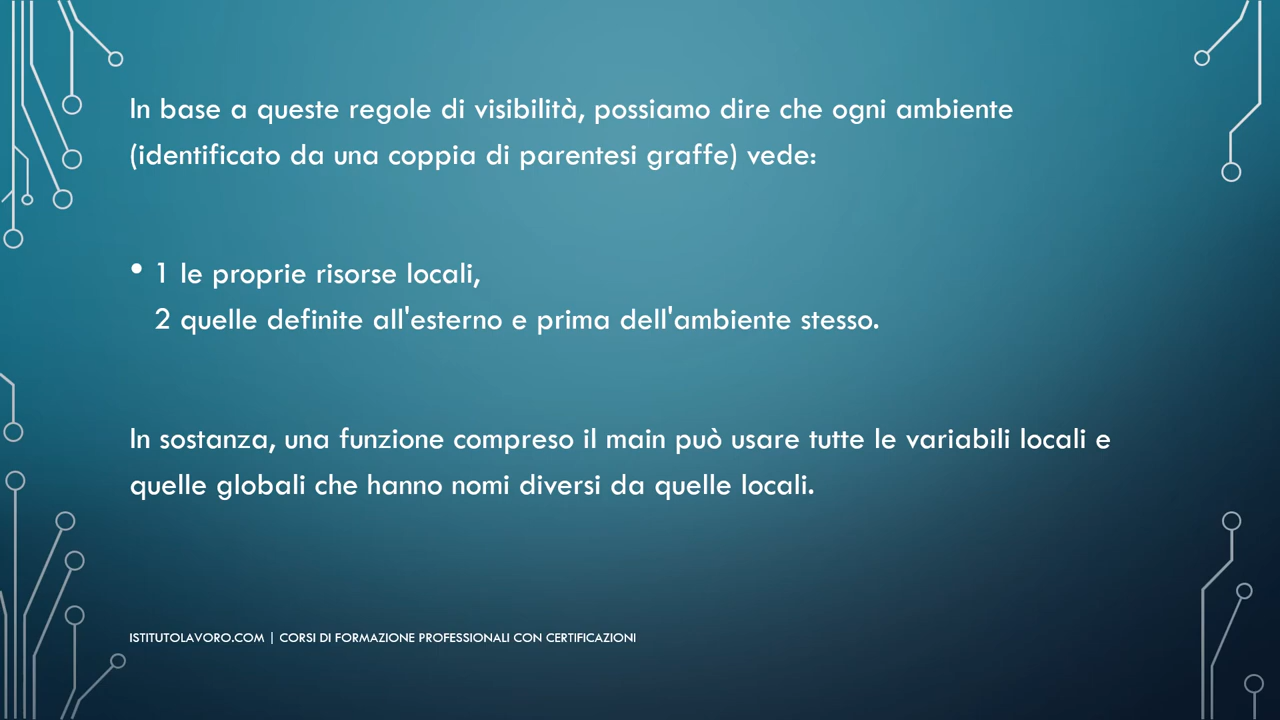 In base a queste regole di visibilità, possiamo dire che ogni ambiente
(identificato da una coppia di parentesi graffe) vede:
• 1 le proprie risorse locali,
2 quelle definite all'esterno e prima dell'ambiente stesso.
In sostanza, una funzione compreso il main può usare tutte le variabili locali e
quelle globali che hanno nomi diversi da quelle locali.
ISTITUTOLAVORO.COM | CORSI DI FORMAZIONE PROFESSIONALI CON CERTIFICAZIONI